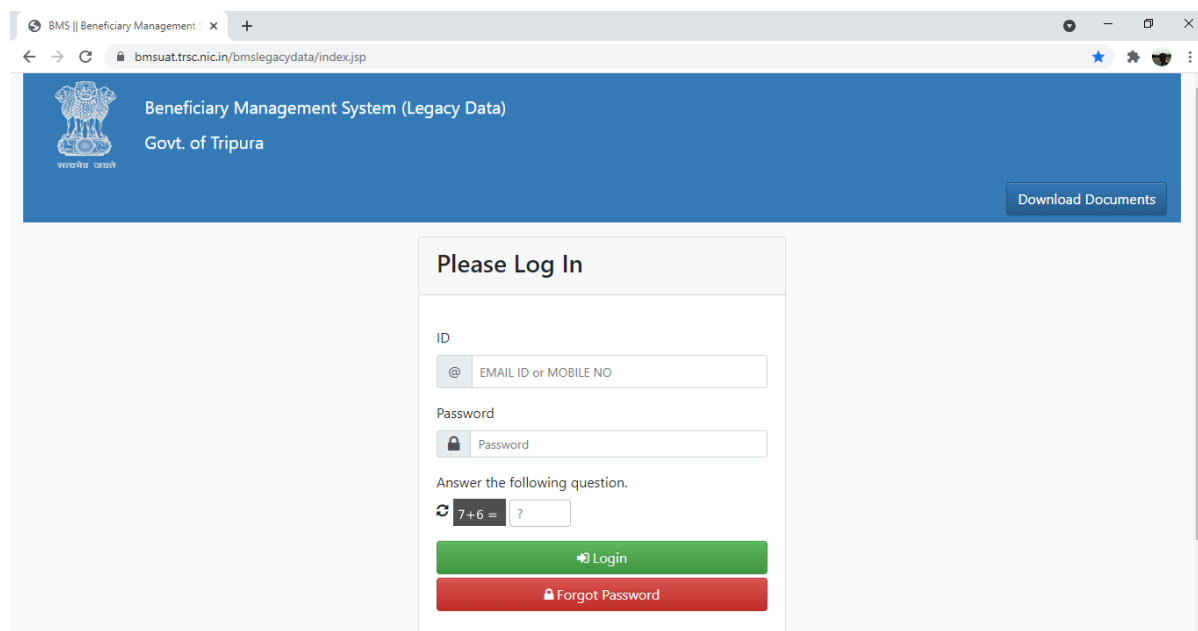 BMS || Beneficiary Management S
bmsuat.trsc.nic.in/bmslegacydata/index.jsp
Beneficiary Management System (Legacy Data)
Govt. of Tripura
सत्यमेव जयते
Download Documents
Please Log In
ID
@ EMAIL ID or MOBILE NO
Password
Password
Answer the following question.
7+6 = ?
Login
Forgot Password